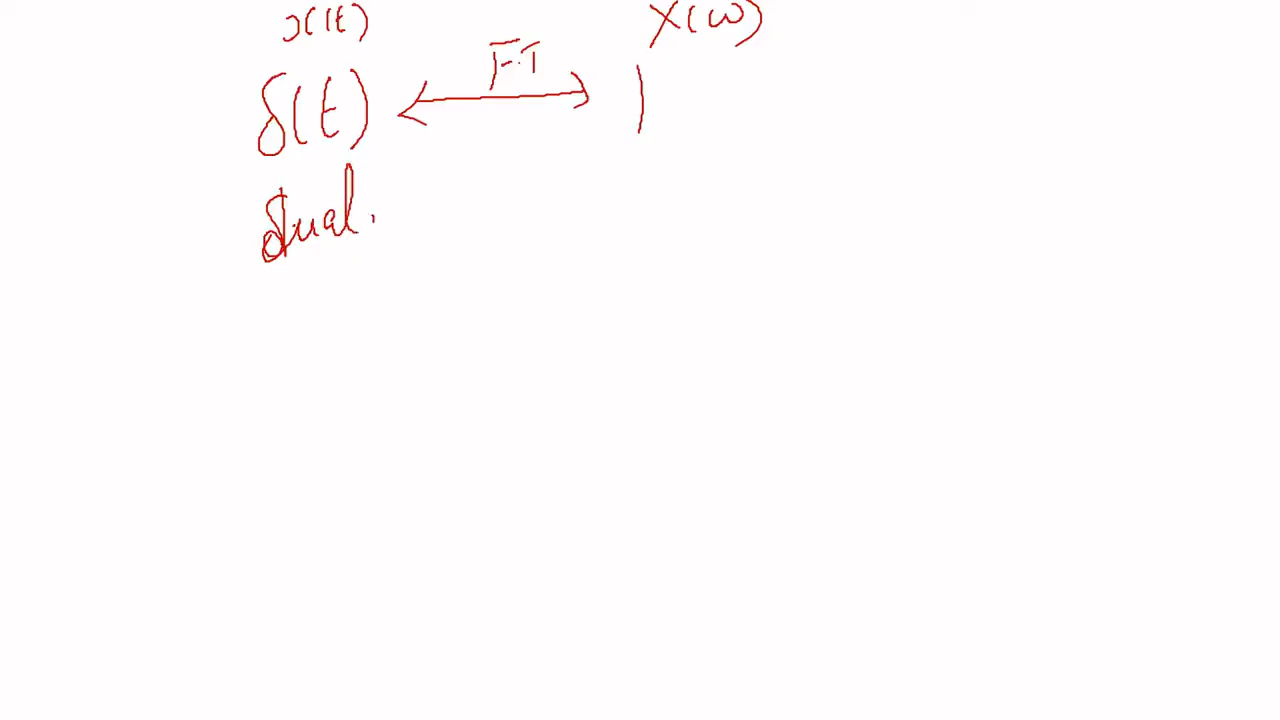 x(t) X(ω)
δ(t) F.T 1
dual.